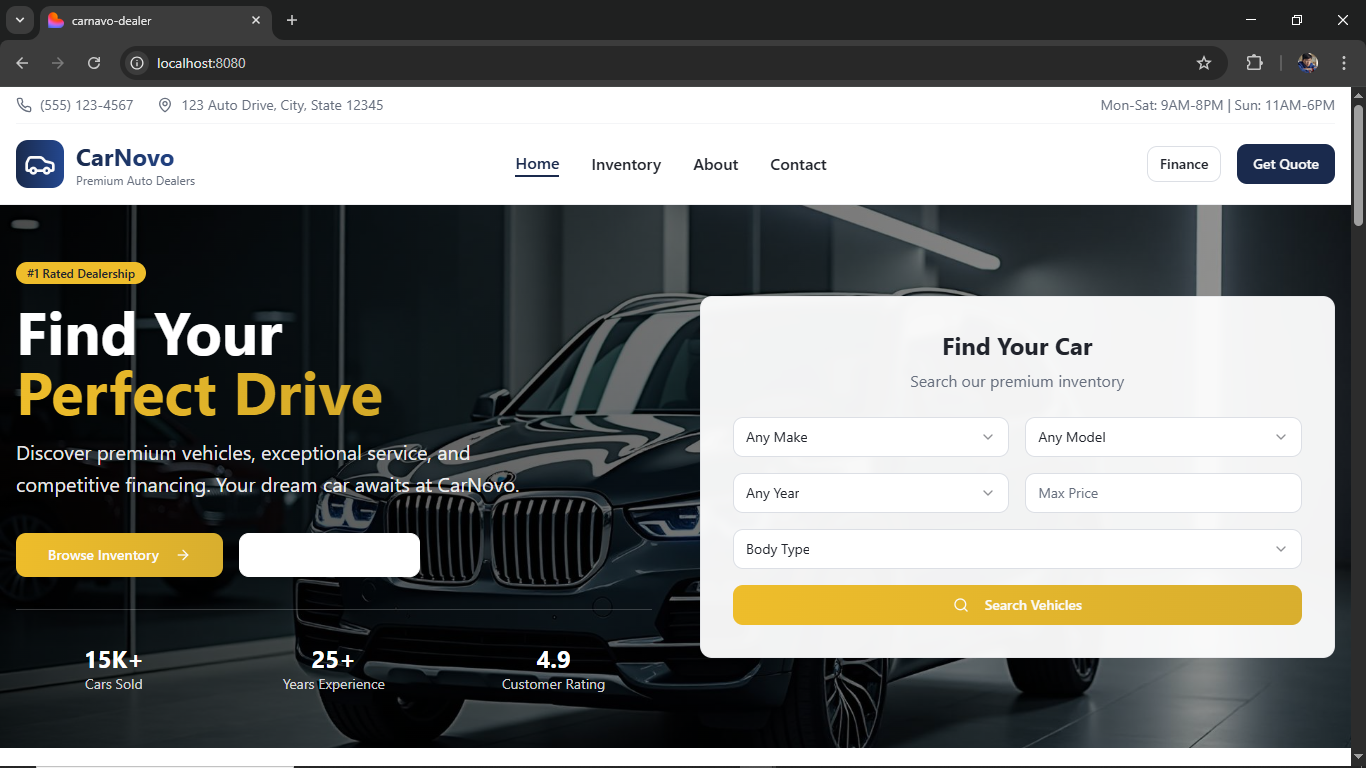 carnavo-dealer
localhost:8080
(555) 123-4567
123 Auto Drive, City, State 12345
Mon-Sat: 9AM-8PM | Sun: 11AM-6PM
CarNovo
Premium Auto Dealers
Home
Inventory
About
Contact
Finance
Get Quote
#1 Rated Dealership
Find Your
Perfect Drive
Discover premium vehicles, exceptional service, and
competitive financing. Your dream car awaits at CarNovo.
Browse Inventory
15K+
Cars Sold
25+
Years Experience
4.9
Customer Rating
Find Your Car
Search our premium inventory
Any Make
Any Model
Any Year
Max Price
Body Type
Search Vehicles